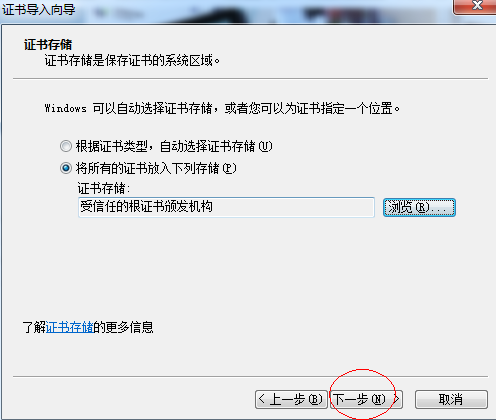 证书导入向导
证书存储
证书存储是保存证书的系统区域。
Windows 可以自动选择证书存储，或者您可以为证书指定一个位置。
根据证书类型，自动选择证书存储(U)
将所有的证书放入下列存储(P)
证书存储:
受信任的根证书颁发机构
浏览(R)...
了解证书存储的更多信息
< 上一步(B)
下一步(N) >
取消